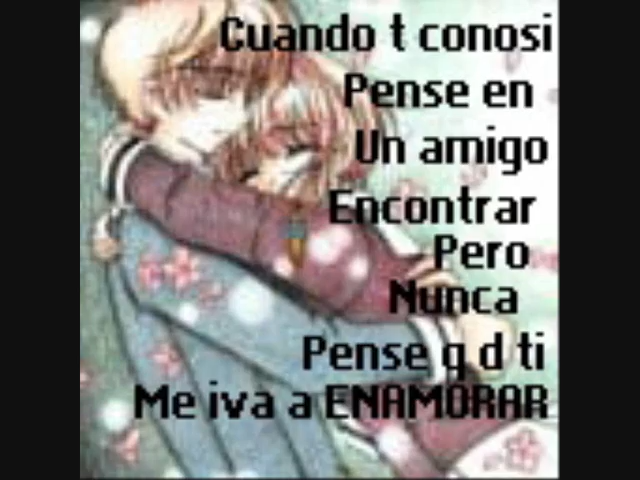 Cuando t conosi
Pense en
Un amigo
Encontrar
Pero
Nunca
Pense q d ti
Me iva a ENAMORAR